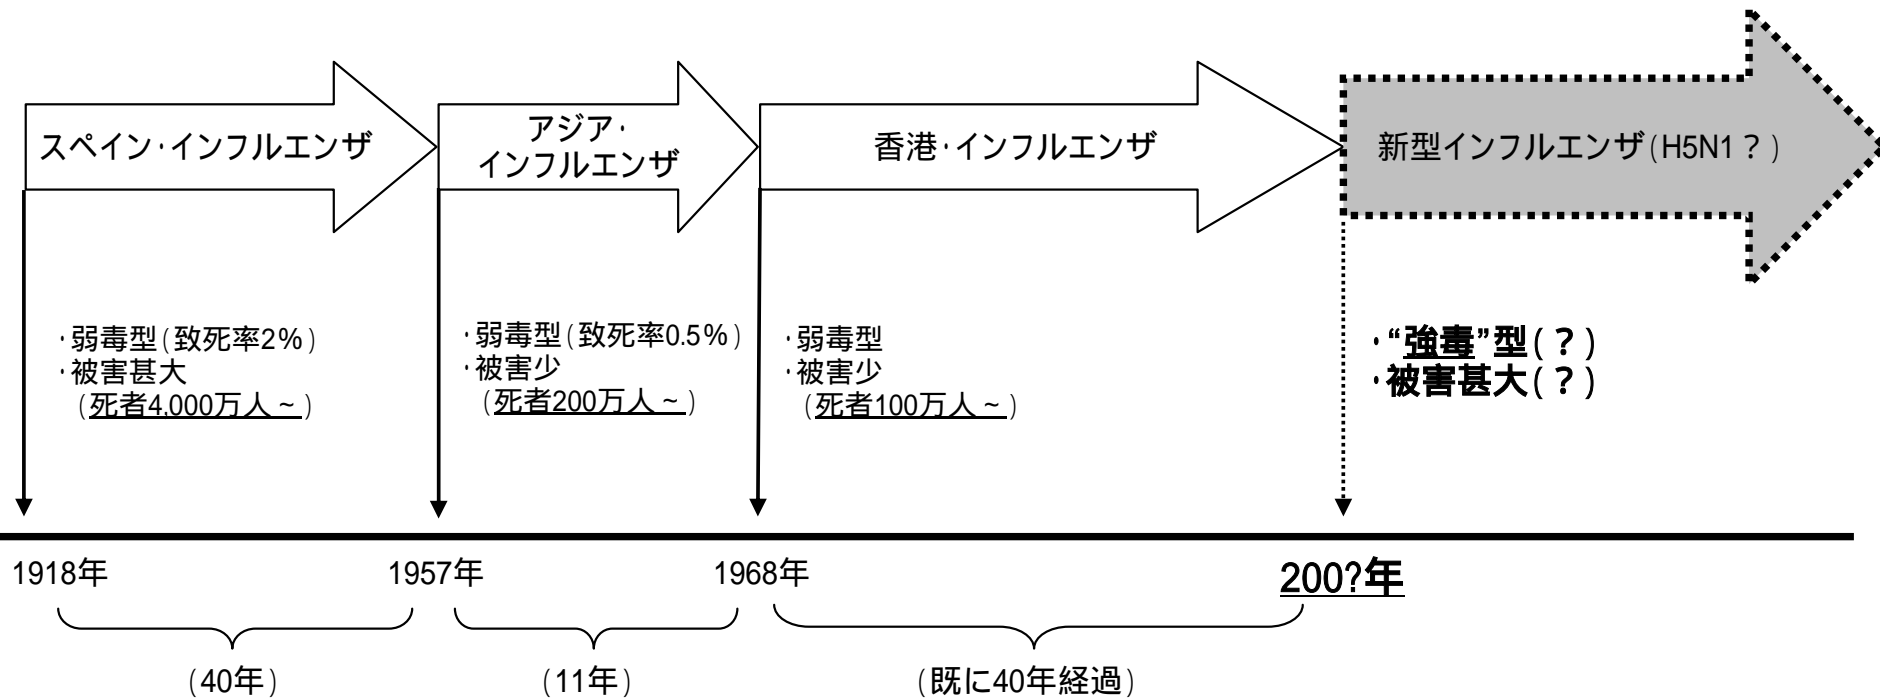 スペイン・インフルエンザ
アジア・
インフルエンザ
香港・インフルエンザ
新型インフルエンザ(H5N1？)
・弱毒型(致死率2％)
・被害甚大
(死者4,000万人～)
・弱毒型(致死率0.5％)
・被害少
(死者200万人～)
・弱毒型
・被害少
(死者100万人～)
・“強毒”型(？)
・被害甚大(？)
1918年
1957年
1968年
200?年
(40年)
(11年)
(既に40年経過)